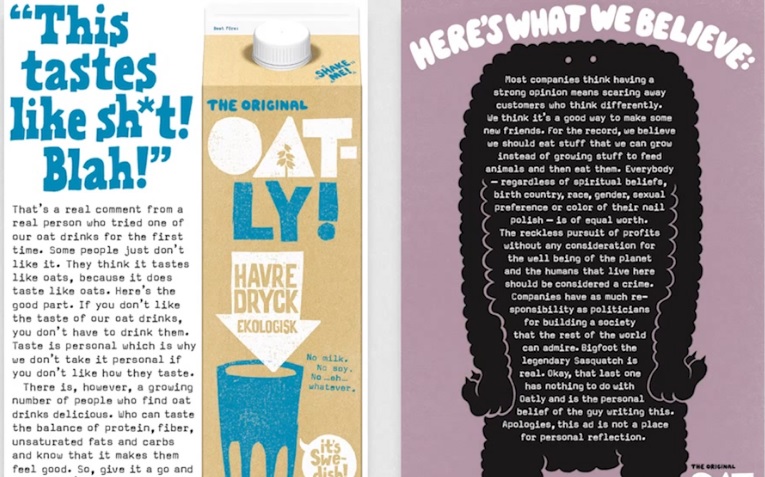 “This
tastes
like sh*t!
Blah!”
That’s a real comment from a
real person who tried one of
our oat drinks for the first
time. Some people just don’t
like it. They think it tastes
like oats, because it does
taste like oats. Here’s the
good part. If you don’t like
the taste of our oat drinks,
you don’t have to drink them.
Taste is personal which is why
we don’t take it personal if
you don’t like how they taste.
There is, however, a growing
number of people who find oat
drinks delicious. Who can taste
the balance of protein, fiber,
unsaturated fats and carbs
and know that it makes them
feel good. So, give it a go and
SHAKE
ME!
THE ORIGINAL
OAT-
LY!
HAVRE
DRYCK
EKOLOGISK
No milk.
No soy.
No …eh…
whatever.
it’s
Swe-
dish!
HERE’S WHAT WE BELIEVE:
Most companies think having a
strong opinion means scaring away
customers who think differently.
We think it’s a good way to make some
new friends. For the record, we believe
we should eat stuff that we can grow
instead of growing stuff to feed
animals and then eat them. Everybody
– regardless of spiritual beliefs,
birth country, race, gender, sexual
preference or color of their nail
polish – is of equal worth.
The reckless pursuit of profits
without any consideration for
the well being of the planet
and the humans that live here
should be considered a crime.
Companies have as much re-
sponsibility as politicians
for building a society
that the rest of the world
can admire. Bigfoot the
legendary Sasquatch is
real. Okay, that last one
has nothing to do with
Oatly and is the personal
belief of the guy writing this.
Apologies, this ad is not a place
for personal reflection.
THE ORIGINAL